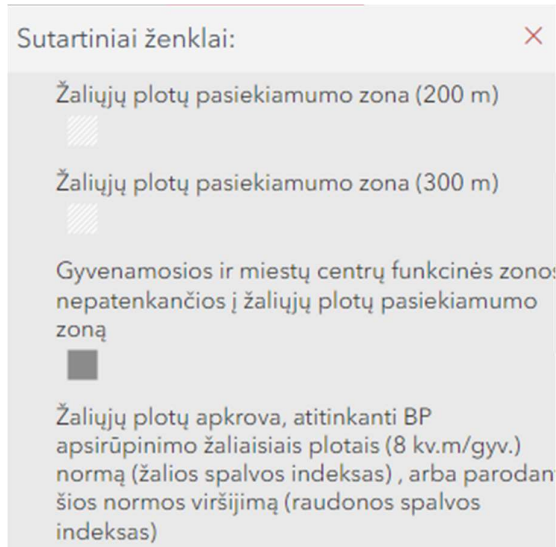 Sutartiniai ženklai:
Žaliųjų plotų pasiekiamumo zona (200 m)
Žaliųjų plotų pasiekiamumo zona (300 m)
Gyvenamosios ir miestų centrų funkcinės zonos
nepatenkančios į žaliųjų plotų pasiekiamumo
zoną
Žaliųjų plotų apkrova, atitinkanti BP
apsirūpinimo žaliaisiais plotais (8 kv.m/gyv.)
normą (žalios spalvos indeksas) , arba parodan
šios normos viršijimą (raudonos spalvos
indeksas)